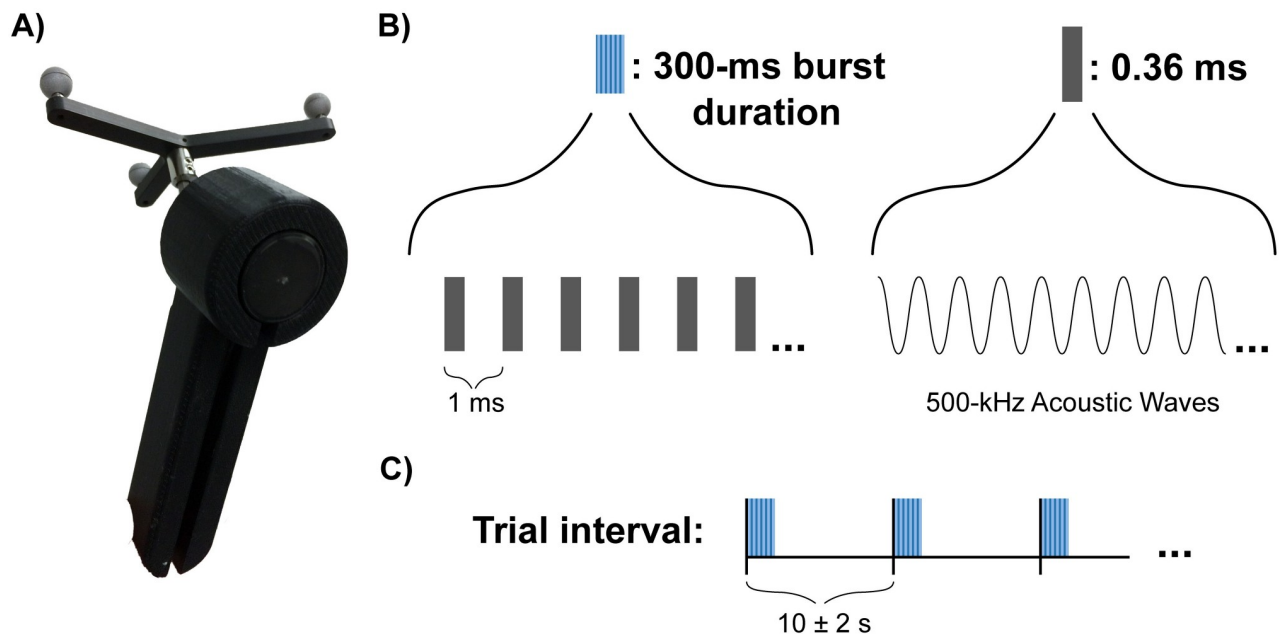 A)
B)
: 300-ms burst
duration
: 0.36 ms
...
...
1 ms
500-kHz Acoustic Waves
C)
Trial interval:
...
10 ± 2 s